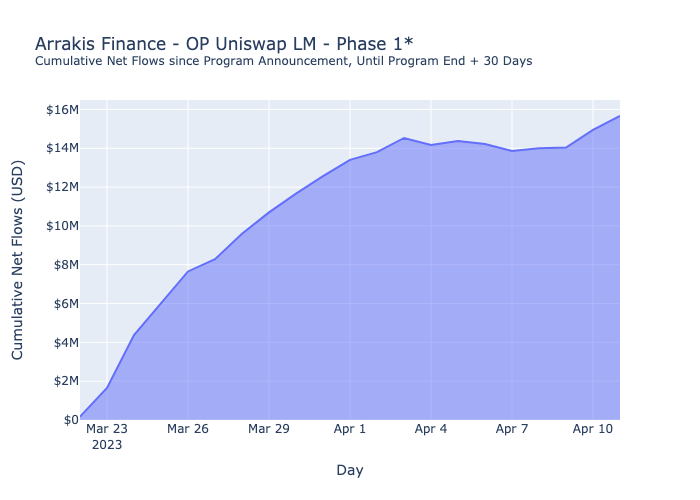 Arrakis Finance - OP Uniswap LM - Phase 1*
Cumulative Net Flows since Program Announcement, Until Program End + 30 Days
Cumulative Net Flows (USD)
$16M
$14M
$12M
$10M
$8M
$6M
$4M
$2M
$0
Mar 23 Mar 26 Mar 29 Apr 1 Apr 4 Apr 7 Apr 10
2023
Day